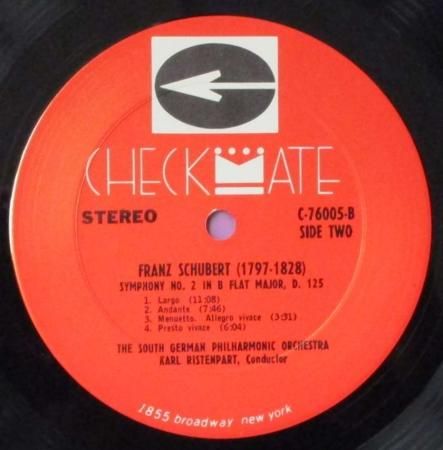 CHECKMATE
STEREO
C-76005-B
SIDE TWO
FRANZ SCHUBERT (1797-1828)
SYMPHONY NO. 2 IN B FLAT MAJOR, D. 125
1. Largo (11:08)
2. Andante (7:46)
3. Menuetto. Allegro vivace (3:31)
4. Presto vivace (6:04)
THE SOUTH GERMAN PHILHARMONIC ORCHESTRA
KARL RISTENPART, Conductor
1855 broadway new york